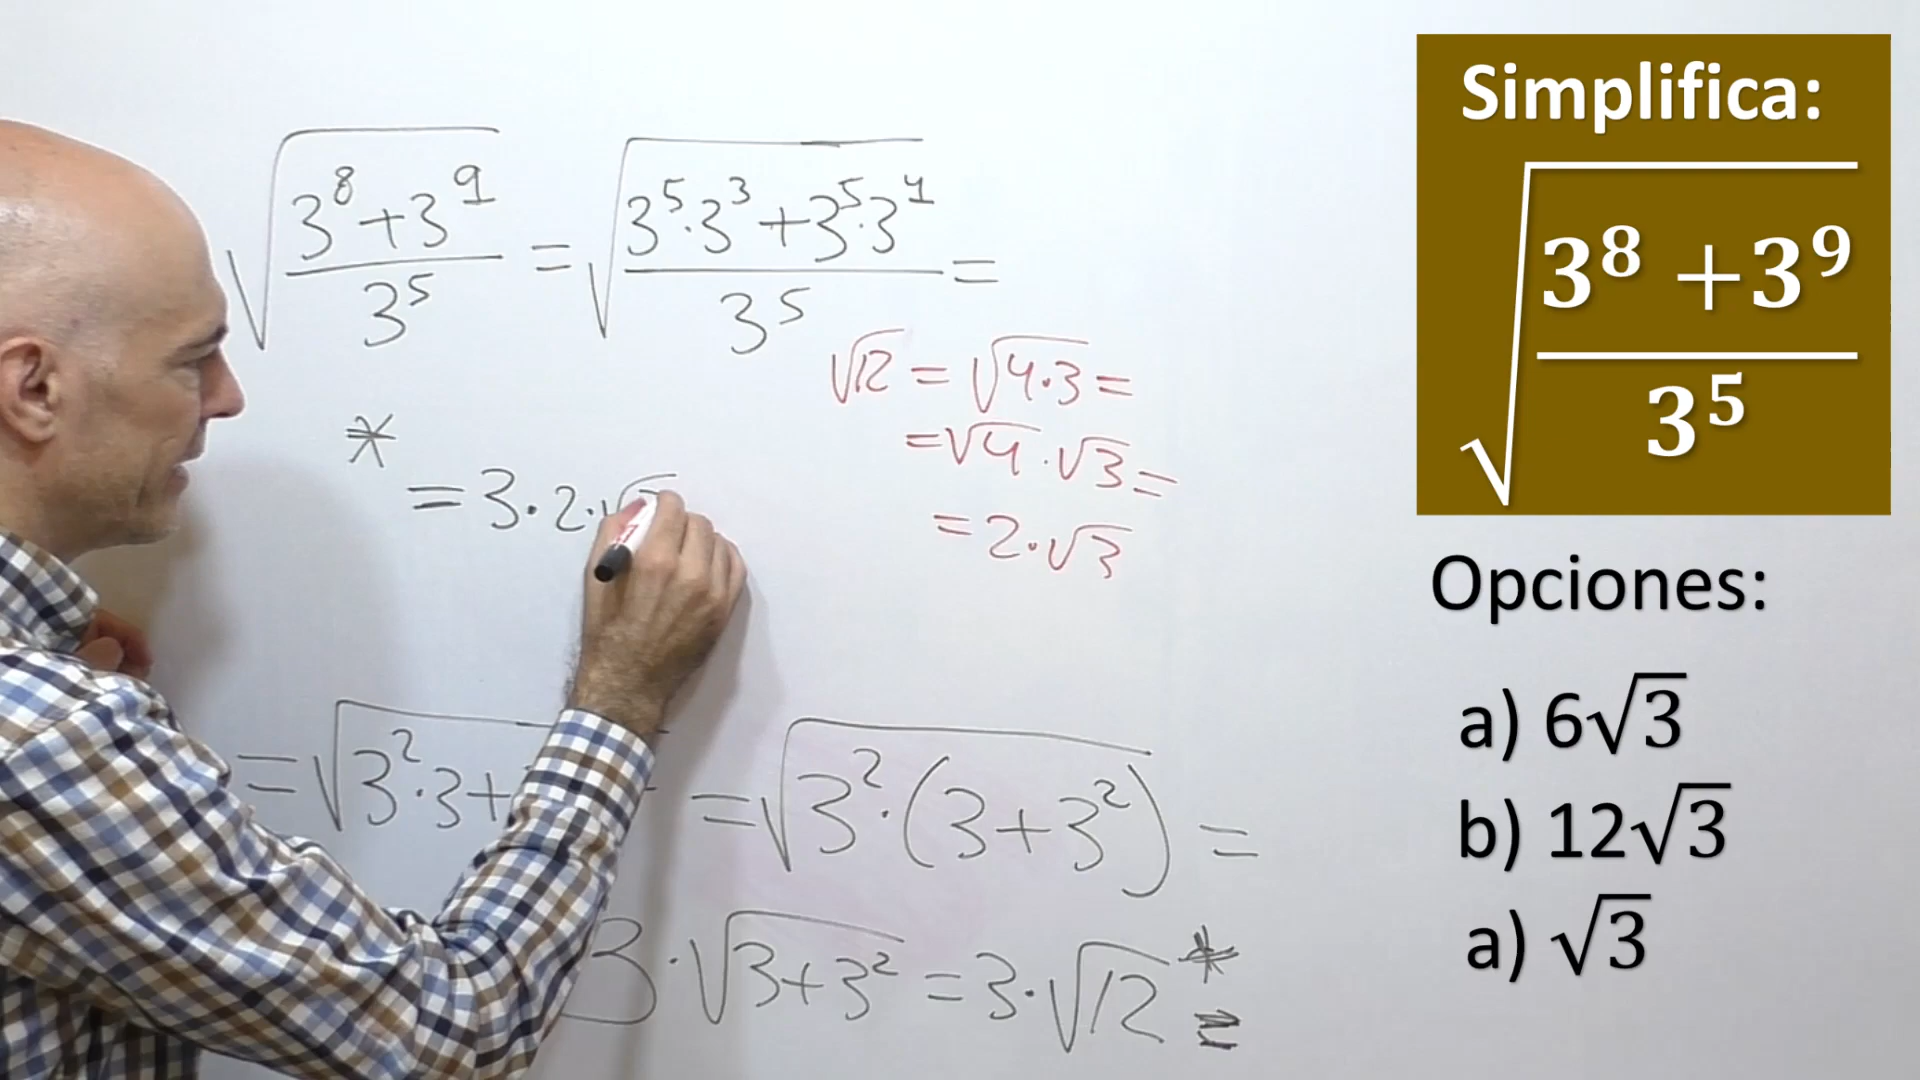 √((3⁸+3⁹)/3⁵) = √((3⁵·3³+3⁵·3⁴)/3⁵) =
√12 = √(4·3) =
= √4 · √3 =
= 2·√3
*
= 3·2·√
= √(3²·3+
= √(3²·(3+3²)) =
3·√(3+3²) = 3·√12 *
=
Simplifica:
√((3⁸ +3⁹)/3⁵)
Opciones:
a) 6√3
b) 12√3
a) √3